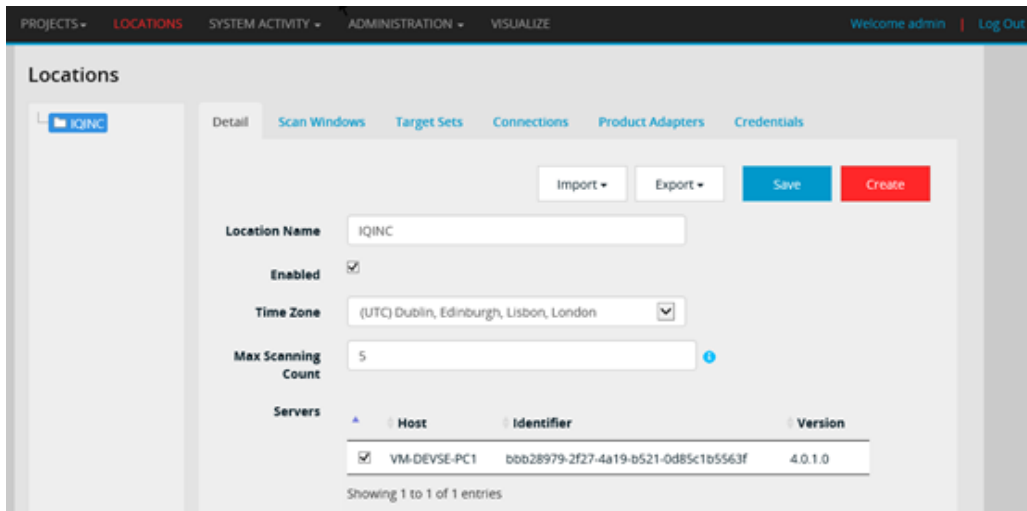 PROJECTS LOCATIONS SYSTEM ACTIVITY ADMINISTRATION VISUALIZE Welcome admin | Log Out
Locations
IQINC
Detail Scan Windows Target Sets Connections Product Adapters Credentials
Import Export Save Create
Location Name IQINC
Enabled
Time Zone (UTC) Dublin, Edinburgh, Lisbon, London
Max Scanning 5
Count
Servers
Host Identifier Version
VM-DEVSE-PC1 bbb28979-2f27-4a19-b521-0d85c1b5563f 4.0.1.0
Showing 1 to 1 of 1 entries